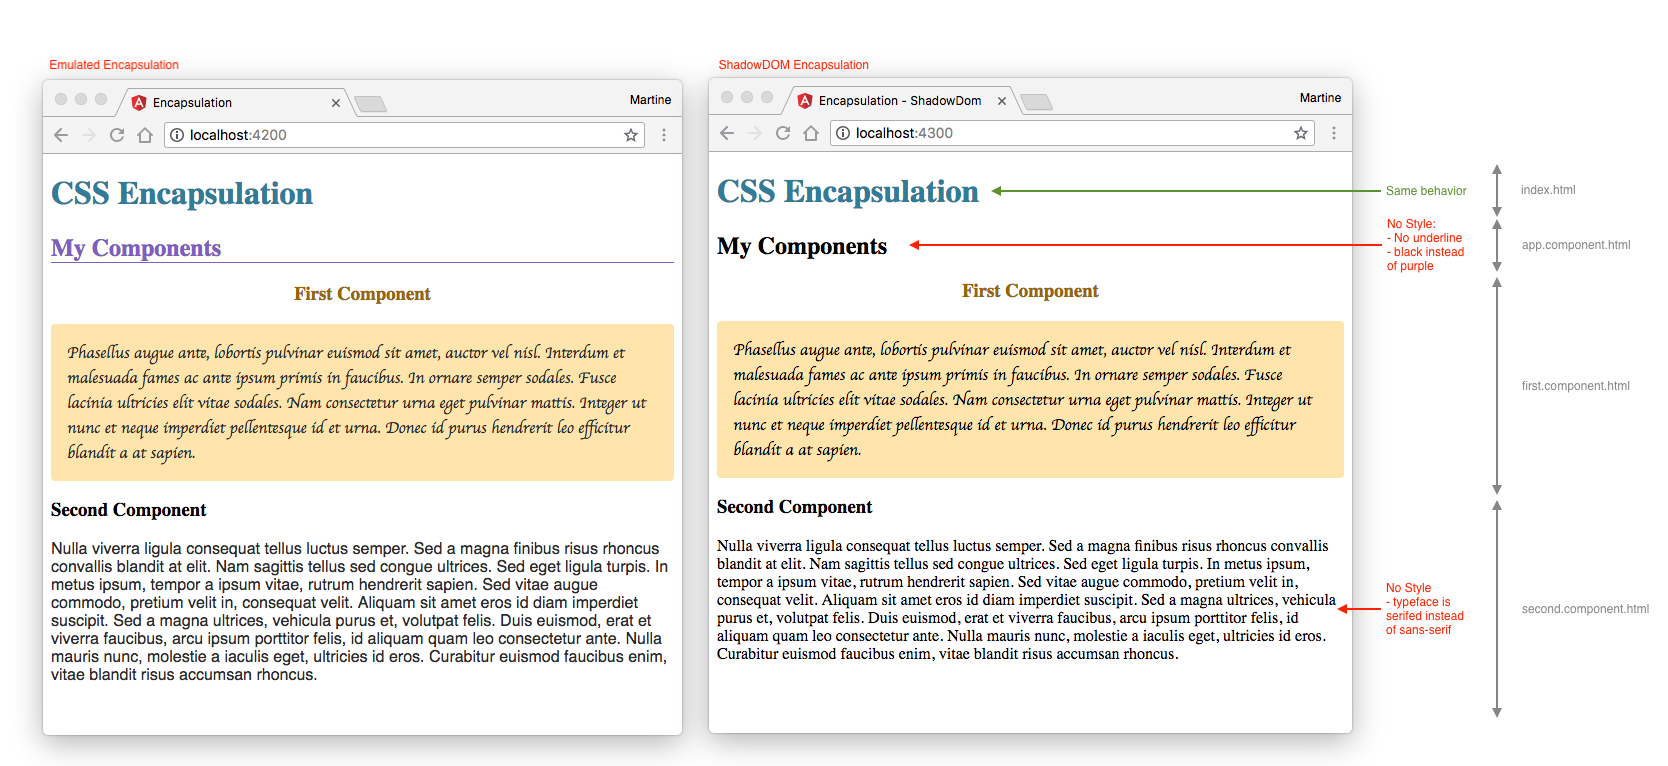 Emulated Encapsulation
Encapsulation
Martine
localhost:4200
CSS Encapsulation
My Components
First Component
Phasellus augue ante, lobortis pulvinar euismod sit amet, auctor vel nisl. Interdum et
malesuada fames ac ante ipsum primis in faucibus. In ornare semper sodales. Fusce
lacinia ultricies elit vitae sodales. Nam consectetur urna eget pulvinar mattis. Integer ut
nunc et neque imperdiet pellentesque id et urna. Donec id purus hendrerit leo efficitur
blandit a at sapien.
Second Component
Nulla viverra ligula consequat tellus luctus semper. Sed a magna finibus risus rhoncus
convallis blandit at elit. Nam sagittis tellus sed congue ultrices. Sed eget ligula turpis. In
metus ipsum, tempor a ipsum vitae, rutrum hendrerit sapien. Sed vitae augue
commodo, pretium velit in, consequat velit. Aliquam sit amet eros id diam imperdiet
suscipit. Sed a magna ultrices, vehicula purus et, volutpat felis. Duis euismod, erat et
viverra faucibus, arcu ipsum porttitor felis, id aliquam quam leo consectetur ante. Nulla
mauris nunc, molestie a iaculis eget, ultricies id eros. Curabitur euismod faucibus enim,
vitae blandit risus accumsan rhoncus.
ShadowDOM Encapsulation
Encapsulation - ShadowDom
Martine
localhost:4300
CSS Encapsulation
My Components
First Component
Phasellus augue ante, lobortis pulvinar euismod sit amet, auctor vel nisl. Interdum et
malesuada fames ac ante ipsum primis in faucibus. In ornare semper sodales. Fusce
lacinia ultricies elit vitae sodales. Nam consectetur urna eget pulvinar mattis. Integer ut
nunc et neque imperdiet pellentesque id et urna. Donec id purus hendrerit leo efficitur
blandit a at sapien.
Second Component
Nulla viverra ligula consequat tellus luctus semper. Sed a magna finibus risus rhoncus convallis
blandit at elit. Nam sagittis tellus sed congue ultrices. Sed eget ligula turpis. In metus ipsum,
tempor a ipsum vitae, rutrum hendrerit sapien. Sed vitae augue commodo, pretium velit in,
consequat velit. Aliquam sit amet eros id diam imperdiet suscipit. Sed a magna ultrices, vehicula
purus et, volutpat felis. Duis euismod, erat et viverra faucibus, arcu ipsum porttitor felis, id
aliquam quam leo consectetur ante. Nulla mauris nunc, molestie a iaculis eget, ultricies id eros.
Curabitur euismod faucibus enim, vitae blandit risus accumsan rhoncus.
Same behavior
No Style:
- No underline
- black instead
of purple
No Style
- typeface is
serifed instead
of sans-serif
index.html
app.component.html
first.component.html
second.component.html